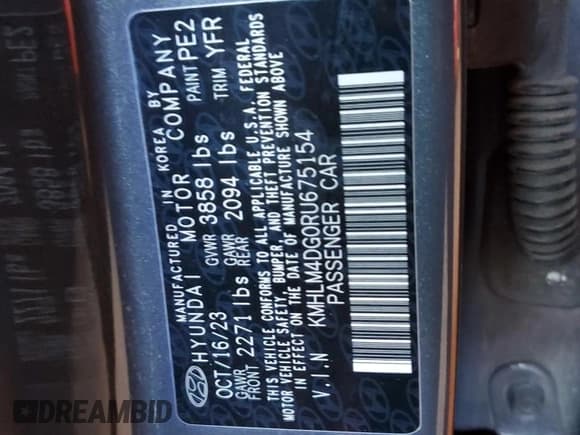 MANUFACTURED IN KOREA BY
HYUNDAI MOTOR COMPANY
OCT/16/23 GVWR 3858 lbs PAINT PE2
GAWR FRONT 2271 lbs GAWR REAR 2094 lbs TRIM YFR
THIS VEHICLE CONFORMS TO ALL APPLICABLE U.S.A. FEDERAL
MOTOR VEHICLE SAFETY, BUMPER, AND THEFT PREVENTION STANDARDS
IN EFFECT ON THE DATE OF MANUFACTURE SHOWN ABOVE
V.I.N KMHLM4DG0RU675154
PASSENGER CAR
DREAMBID